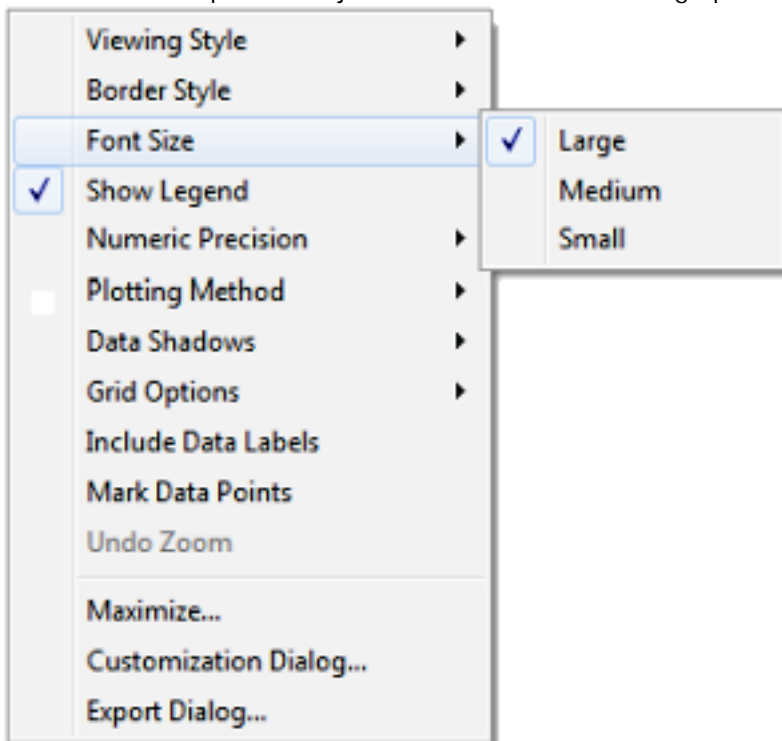 Viewing Style
Border Style
Font Size
Large
Show Legend
Medium
Numeric Precision
Small
Plotting Method
Data Shadows
Grid Options
Include Data Labels
Mark Data Points
Undo Zoom
Maximize...
Customization Dialog...
Export Dialog...